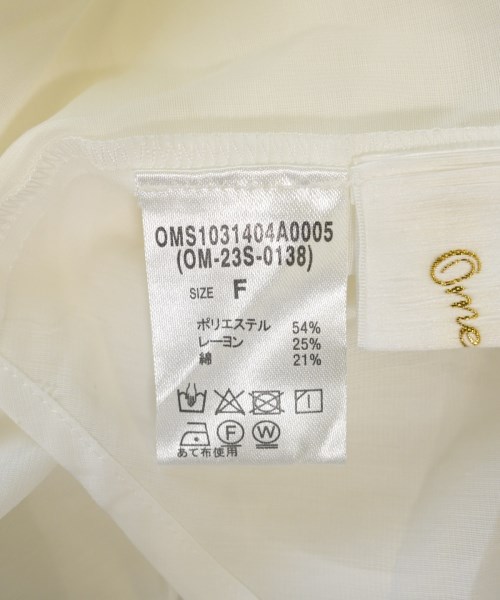 OMS1031404A0005
(OM-23S-0138)
SIZE F
ポリエステル 54%
レーヨン 25%
綿 21%
F W
あて布使用
Ome